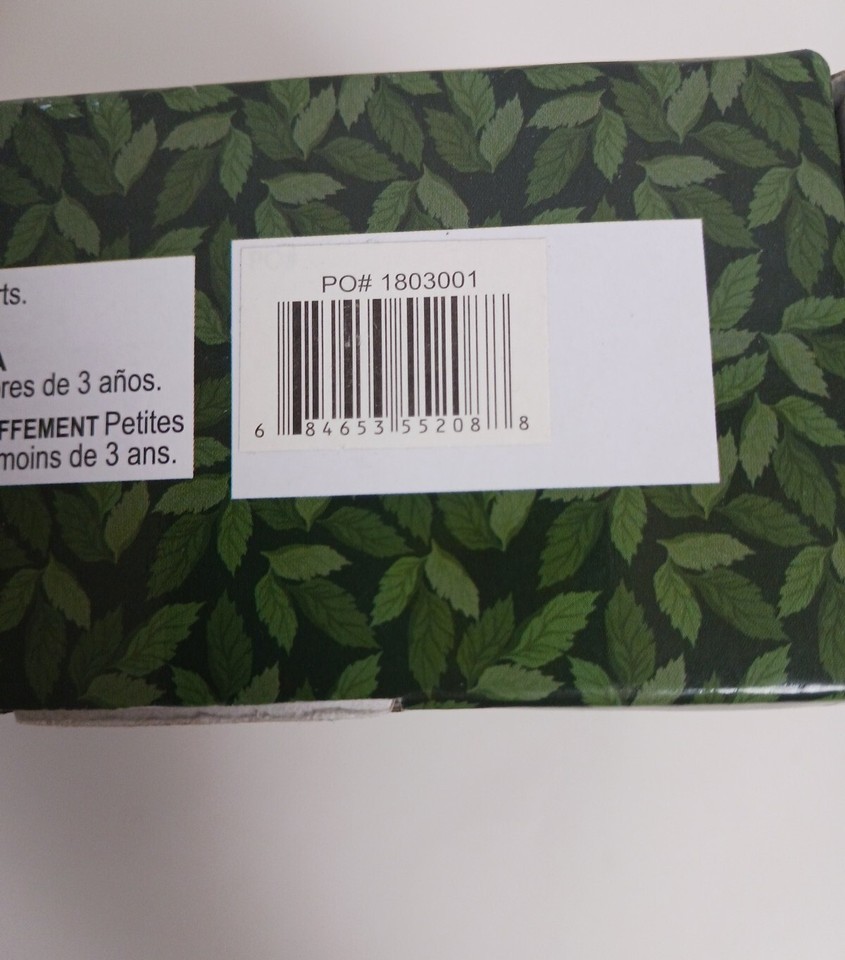 rts.
A
res de 3 años.
FFEMENT Petites
moins de 3 ans.
PO# 1803001
6 84653 55208 8